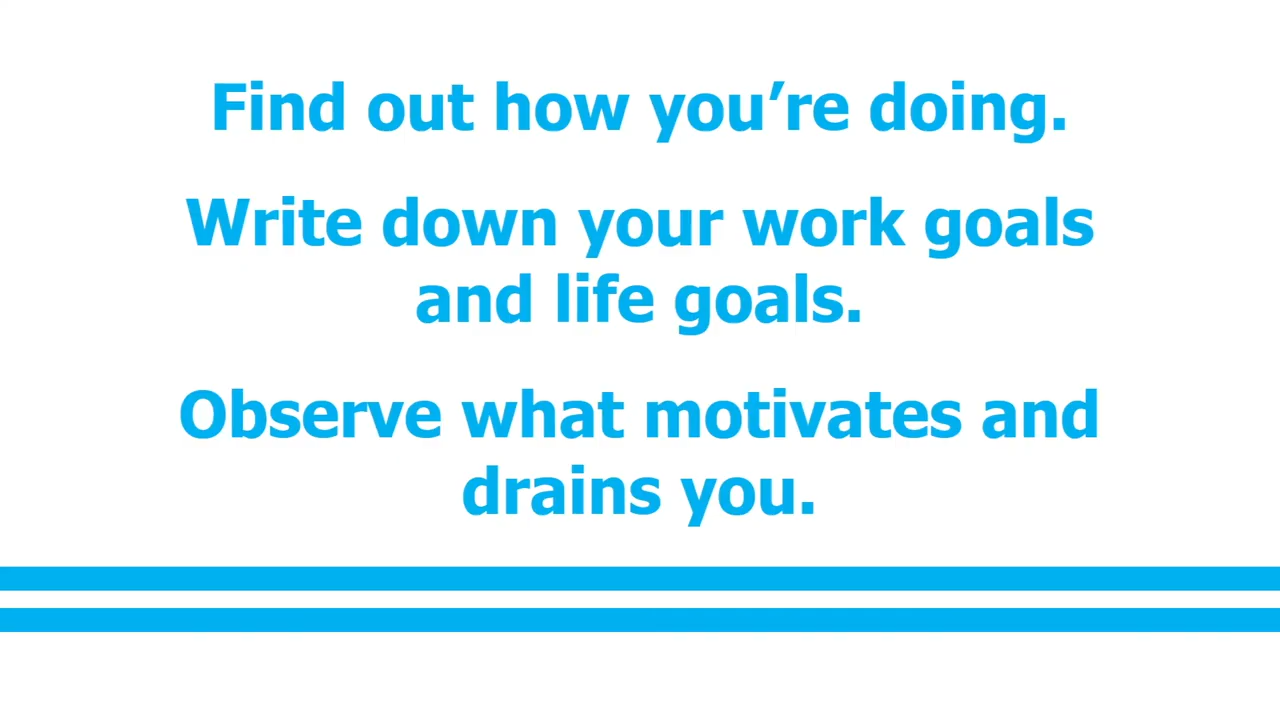 Find out how you’re doing.
Write down your work goals
and life goals.
Observe what motivates and
drains you.